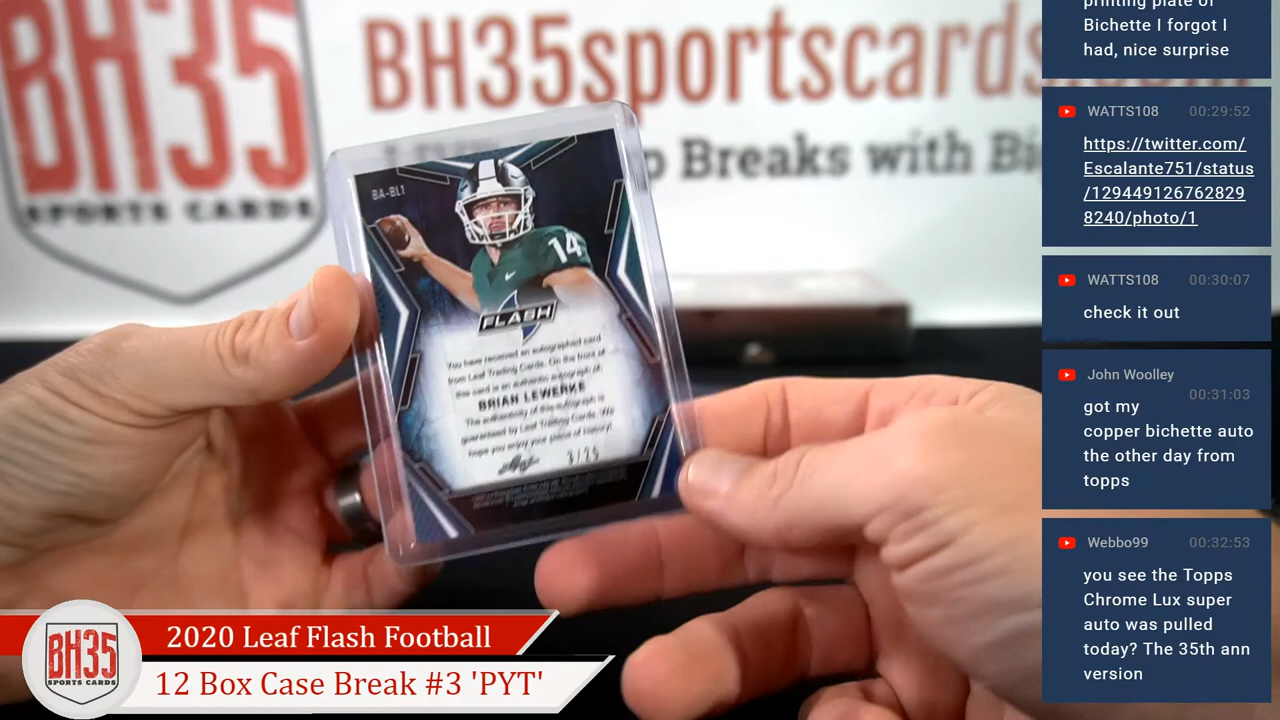 BH35
SPORTS CARDS
BH35sportscards.com
Breaks with
BA-BL1
14
FLASH
You have received an autographed card
from Leaf Trading Cards. On the front of
this card is an authentic autograph of:
BRIAN LEWERKE
The authenticity of this autograph is
guaranteed by Leaf Trading Cards. We
hope you enjoy your piece of history!
Leaf
3/25
BH35
SPORTS CARDS
2020 Leaf Flash Football
12 Box Case Break #3 'PYT'
printing plate of
Bichette I forgot I
had, nice surprise
WATTS108 00:29:52
https://twitter.com/
Escalante751/status
/129449126762829
8240/photo/1
WATTS108 00:30:07
check it out
John Woolley
00:31:03
got my
copper bichette auto
the other day from
topps
Webbo99 00:32:53
you see the Topps
Chrome Lux super
auto was pulled
today? The 35th ann
version